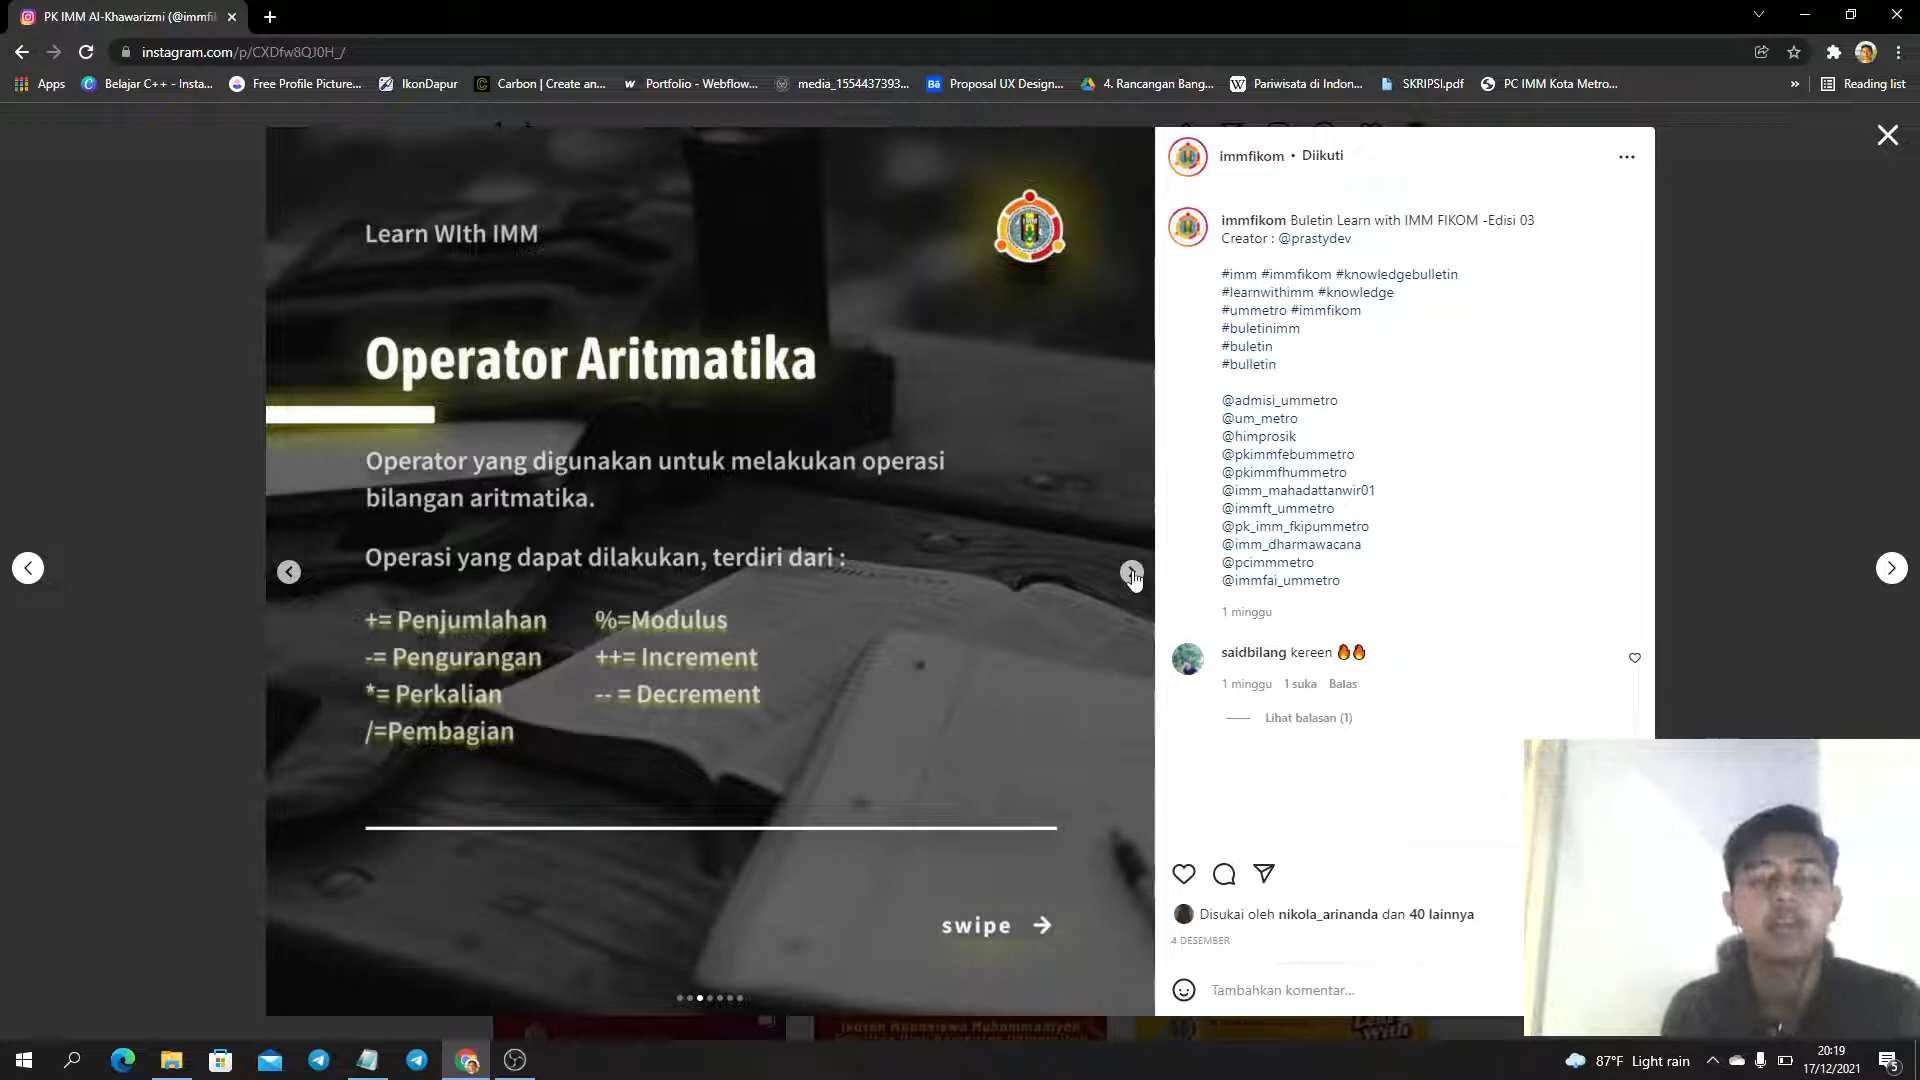 PK IMM Al-Khawarizmi (@immfi
instagram.com/p/CXDfw8QJ0H_/
Apps
Belajar C++ - Insta...
Free Profile Picture...
IkonDapur
Carbon | Create an...
Portfolio - Webflow...
media_1554437393...
Proposal UX Design...
4. Rancangan Bang...
Pariwisata di Indon...
SKRIPSI.pdf
PC IMM Kota Metro...
Reading list
Learn WIth IMM
Operator Aritmatika
Operator yang digunakan untuk melakukan operasi
bilangan aritmatika.
Operasi yang dapat dilakukan, terdiri dari :
+= Penjumlahan
-= Pengurangan
*= Perkalian
/=Pembagian
%=Modulus
++= Increment
-- = Decrement
swipe →
immfikom • Diikuti
immfikom Buletin Learn with IMM FIKOM -Edisi 03
Creator : @prastydev
#imm #immfikom #knowledgebulletin
#learnwithimm #knowledge
#ummetro #immfikom
#buletinimm
#buletin
#bulletin
@admisi_ummetro
@um_metro
@himprosik
@pkimmfebummetro
@pkimmfhummetro
@imm_mahadattanwir01
@immft_ummetro
@pk_imm_fkipummetro
@imm_dharmawacana
@pcimmmetro
@immfai_ummetro
1 minggu
saidbilang kereen 🔥🔥
1 minggu 1 suka Balas
Lihat balasan (1)
Disukai oleh nikola_arinanda dan 40 lainnya
4 DESEMBER
Tambahkan komentar...
87°F Light rain
20:19
17/12/2021
5